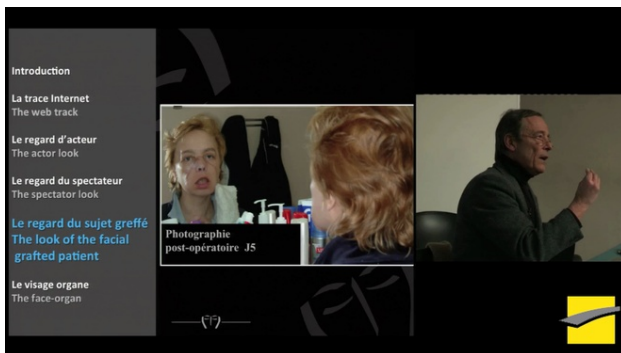 Introduction
La trace Internet
The web track
Le regard d'acteur
The actor look
Le regard du spectateur
The spectator look
Le regard du sujet greffé
The look of the facial
grafted patient
Le visage organe
The face-organ
Photographie
post-opératoire J5